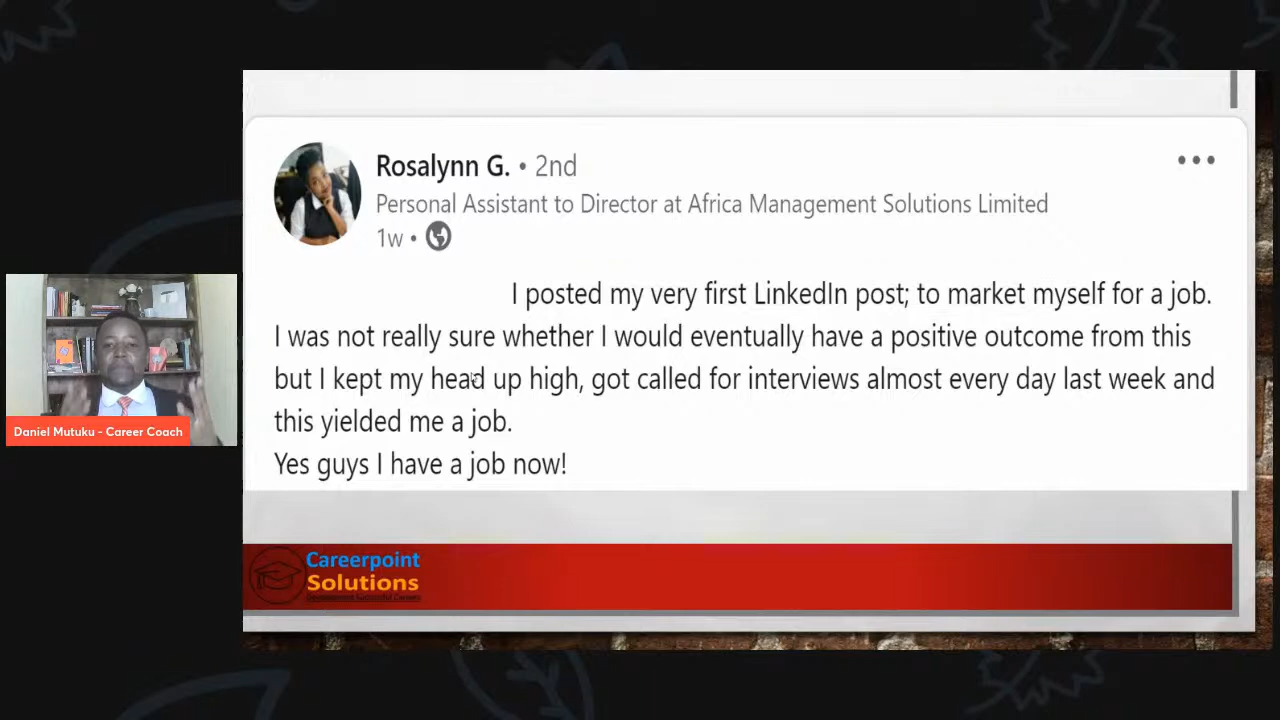 Rosalynn G. • 2nd
Personal Assistant to Director at Africa Management Solutions Limited
1w •
I posted my very first LinkedIn post; to market myself for a job.
I was not really sure whether I would eventually have a positive outcome from this
but I kept my head up high, got called for interviews almost every day last week and
this yielded me a job.
Yes guys I have a job now!
Daniel Mutuku - Career Coach
Careerpoint
Solutions